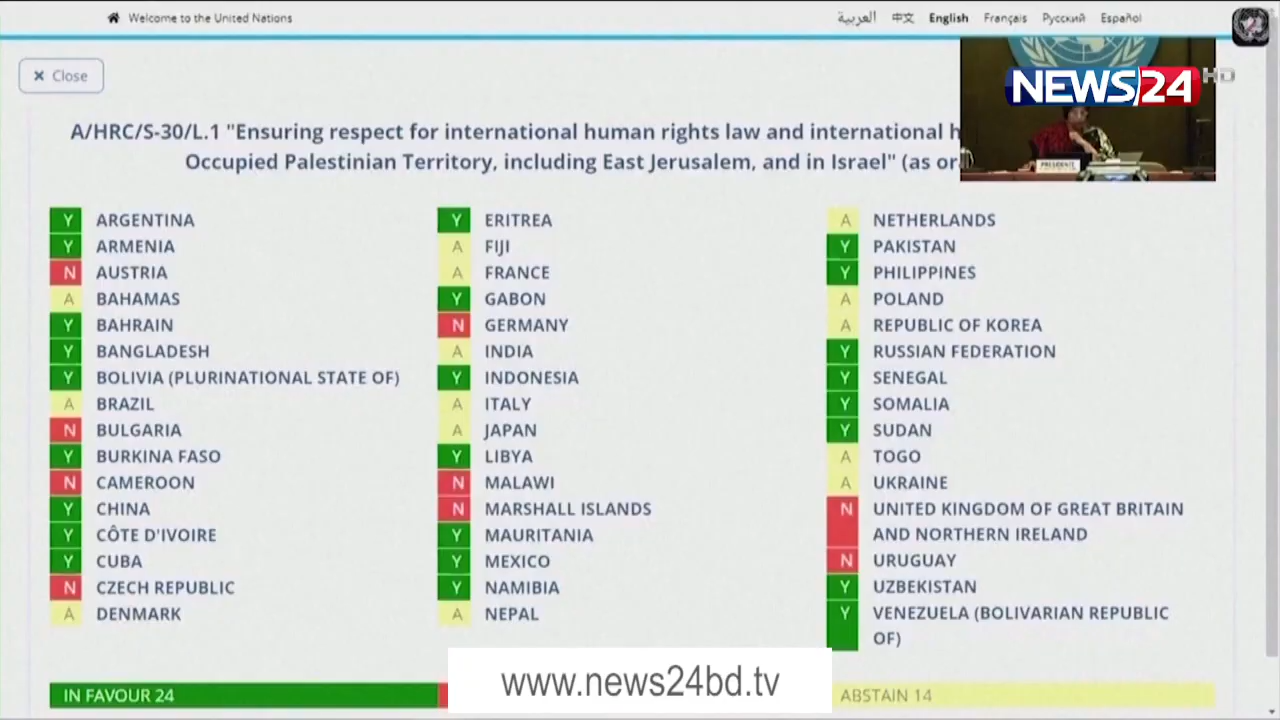 Welcome to the United Nations
العربية 中文 English Français Русский Español
NEWS 24 HD
Close
A/HRC/S-30/L.1 "Ensuring respect for international human rights law and international h
Occupied Palestinian Territory, including East Jerusalem, and in Israel" (as or
PRESIDENTE
Y ARGENTINA
Y ARMENIA
N AUSTRIA
A BAHAMAS
Y BAHRAIN
Y BANGLADESH
Y BOLIVIA (PLURINATIONAL STATE OF)
A BRAZIL
N BULGARIA
Y BURKINA FASO
N CAMEROON
Y CHINA
Y CÔTE D'IVOIRE
Y CUBA
N CZECH REPUBLIC
A DENMARK
Y ERITREA
A FIJI
A FRANCE
Y GABON
N GERMANY
A INDIA
Y INDONESIA
A ITALY
A JAPAN
Y LIBYA
N MALAWI
N MARSHALL ISLANDS
Y MAURITANIA
Y MEXICO
Y NAMIBIA
A NEPAL
A NETHERLANDS
Y PAKISTAN
Y PHILIPPINES
A POLAND
A REPUBLIC OF KOREA
Y RUSSIAN FEDERATION
Y SENEGAL
Y SOMALIA
Y SUDAN
A TOGO
A UKRAINE
N UNITED KINGDOM OF GREAT BRITAIN
AND NORTHERN IRELAND
N URUGUAY
Y UZBEKISTAN
Y VENEZUELA (BOLIVARIAN REPUBLIC
OF)
IN FAVOUR 24
ABSTAIN 14
www.news24bd.tv